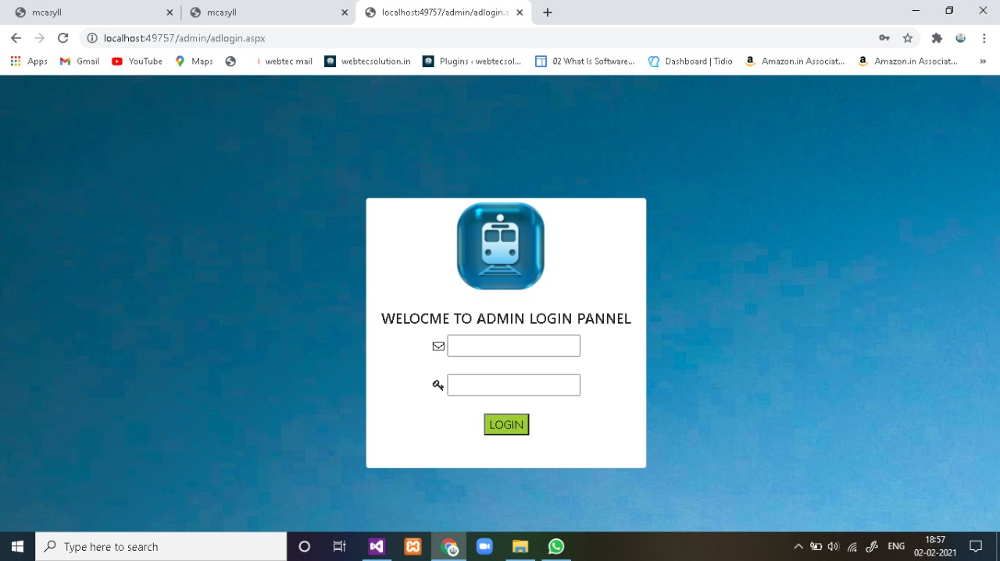 mcasyll
mcasyll
localhost:49757/admin/adlogin.a
localhost:49757/admin/adlogin.aspx
Apps Gmail YouTube Maps webtec mail webtecsolution.in Plugins ‹ webtecsol... 02 What Is Software... Dashboard | Tidio Amazon.in Associat... Amazon.in Associat... »
WELOCME TO ADMIN LOGIN PANNEL
LOGIN
Type here to search
ENG
18:57
02-02-2021